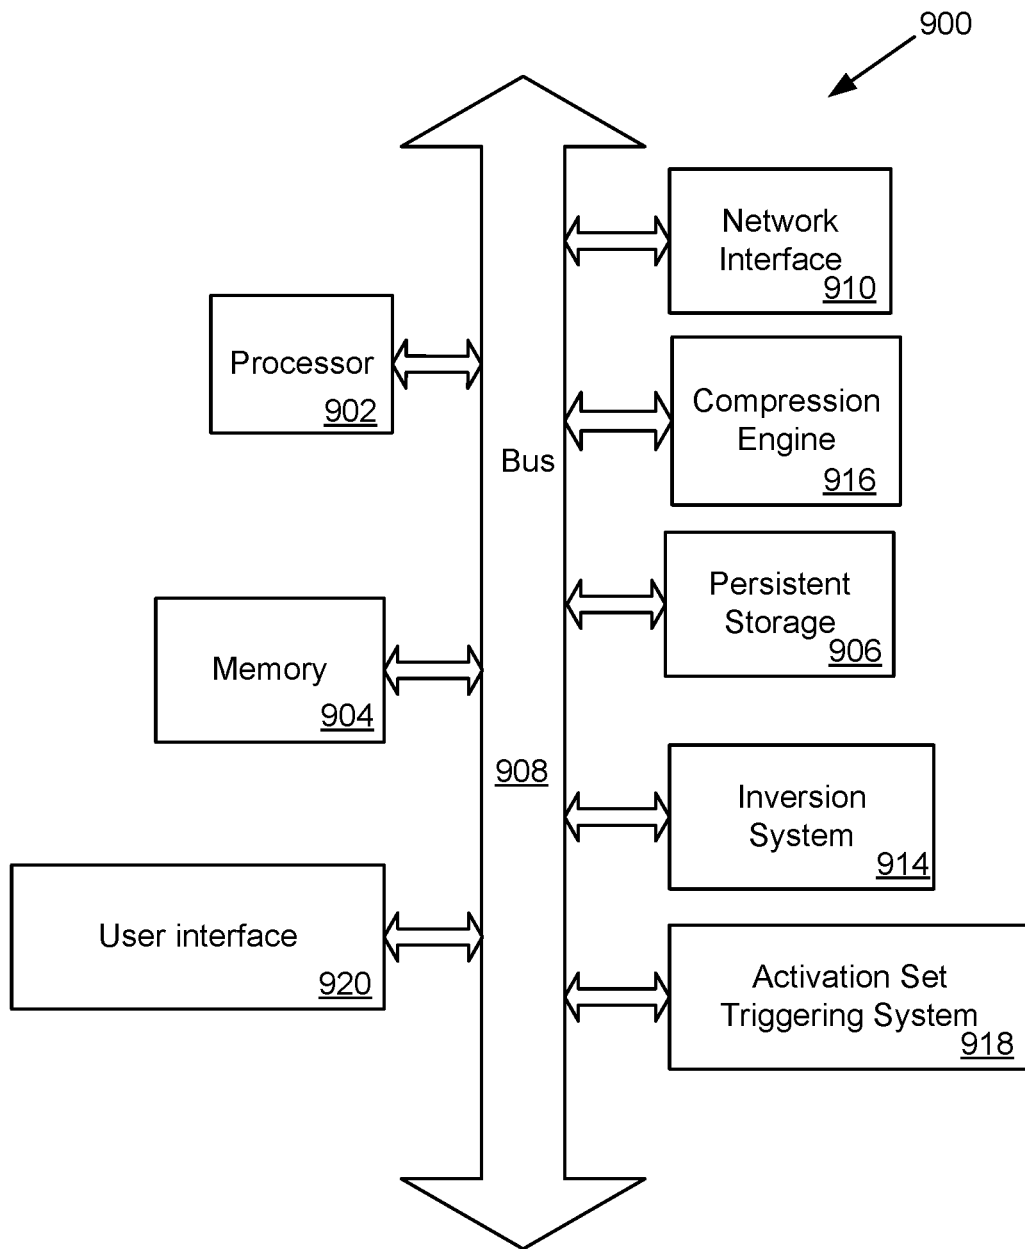 900
Network
Interface
910
Processor
902
Compression
Engine
916
Bus
Persistent
Storage
906
Memory
904
908
Inversion
System
914
User interface
920
Activation Set
Triggering System
918